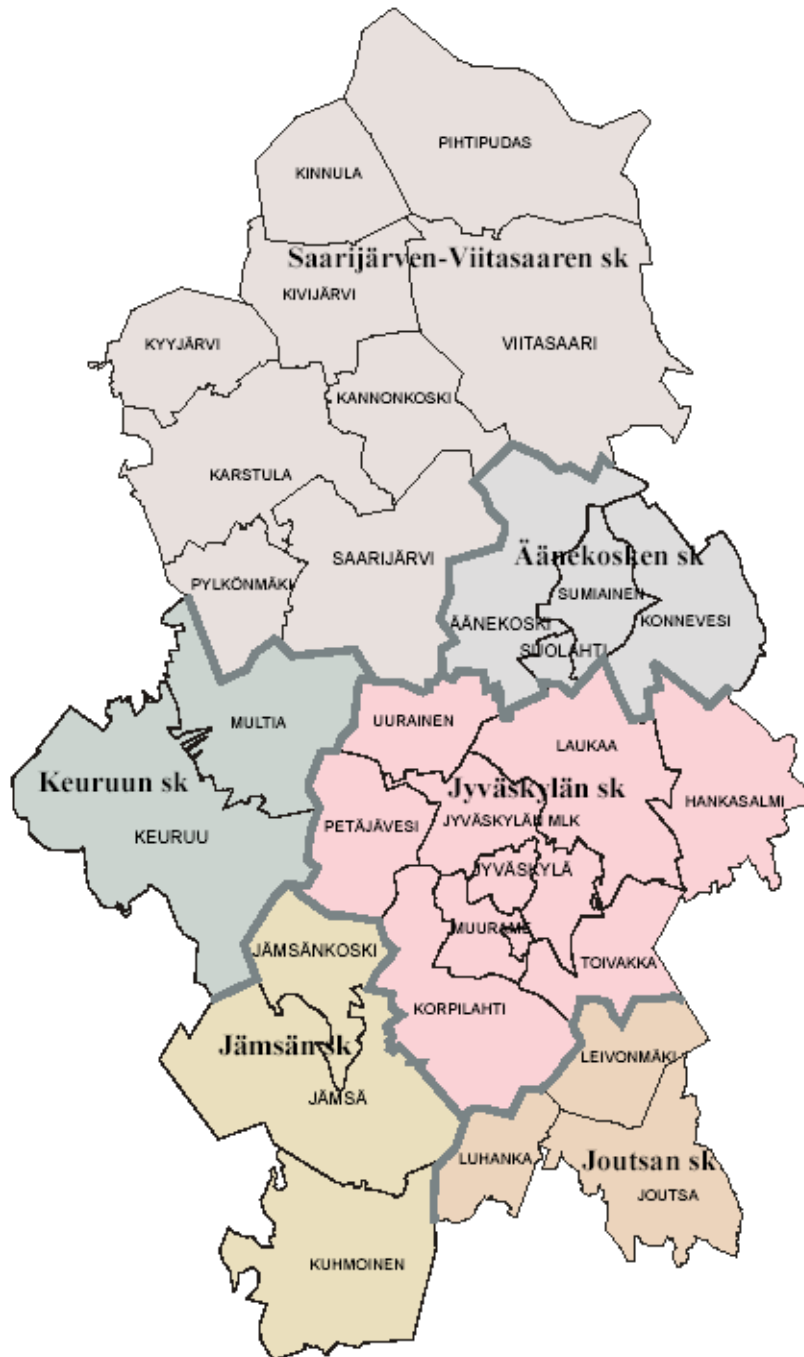 PIHTIPUDAS
KINNULA
Saarijärven-Viitasaaren sk
KIVIJÄRVI
KYYJÄRVI
VIITASAARI
KANNONKOSKI
KARSTULA
SAARIJÄRVI
Äänekosken sk
PYLKÖNMÄKI
SUMIAINEN
ÄÄNEKOSKI
KONNEVESI
SUOLAHTI
MULTIA
UURAINEN
LAUKAA
Keuruun sk
Jyväskylän sk
HANKASALMI
PETÄJÄVESI
JYVÄSKYLÄN MLK
KEURUU
JYVÄSKYLÄ
MUURAME
JÄMSÄNKOSKI
TOIVAKKA
KORPILAHTI
Jämsän sk
LEIVONMÄKI
JÄMSÄ
LUHANKA
Joutsan sk
JOUTSA
KUHMOINEN